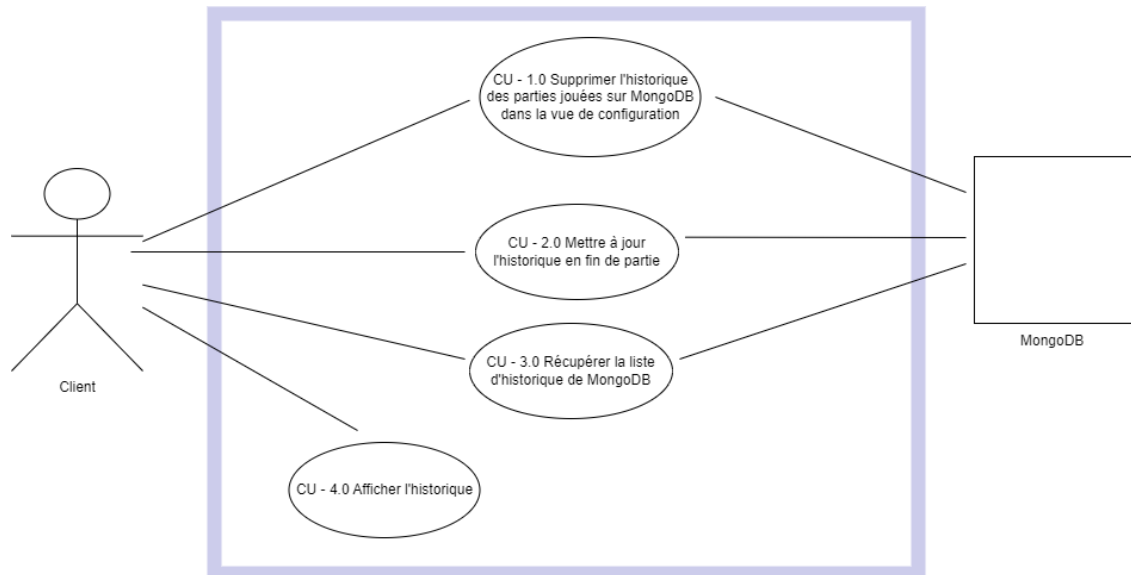 CU - 1.0 Supprimer l'historique
des parties jouées sur MongoDB
dans la vue de configuration
CU - 2.0 Mettre à jour
l'historique en fin de partie
MongoDB
CU - 3.0 Récupérer la liste
d'historique de MongoDB
Client
CU - 4.0 Afficher l'historique